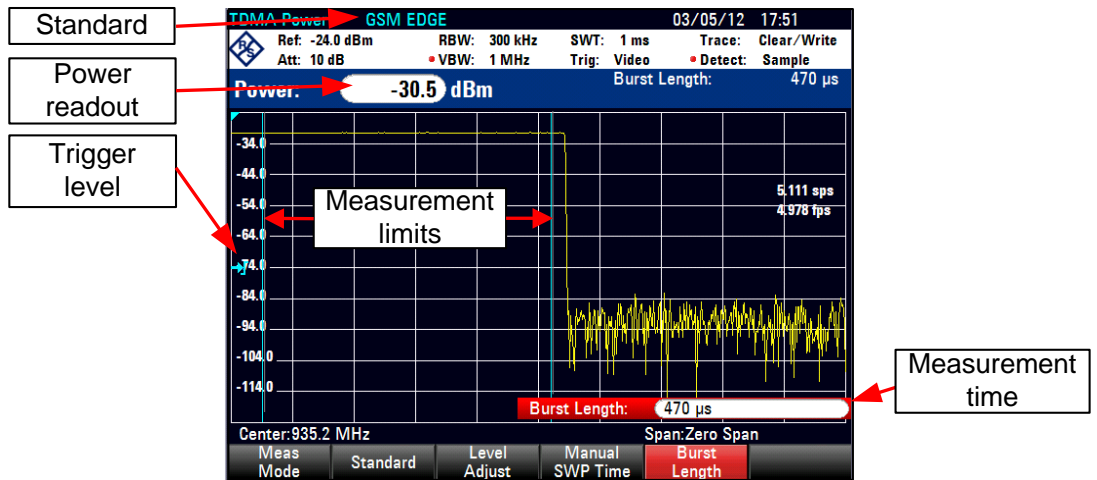 Standard
Power
readout
Trigger
level
TDMA Power GSM EDGE 03/05/12 17:51
R&S Ref: -24.0 dBm RBW: 300 kHz SWT: 1 ms Trace: Clear/Write
Att: 10 dB VBW: 1 MHz Trig: Video Detect: Sample
Power: -30.5 dBm Burst Length: 470 µs
-34.0
-44.0
-54.0
-64.0
-74.0
-84.0
-94.0
-104.0
-114.0
5.111 sps
4.978 fps
Measurement
limits
Measurement
time
Burst Length: 470 µs
Center:935.2 MHz Span:Zero Span
Meas
Mode
Standard
Level
Adjust
Manual
SWP Time
Burst
Length